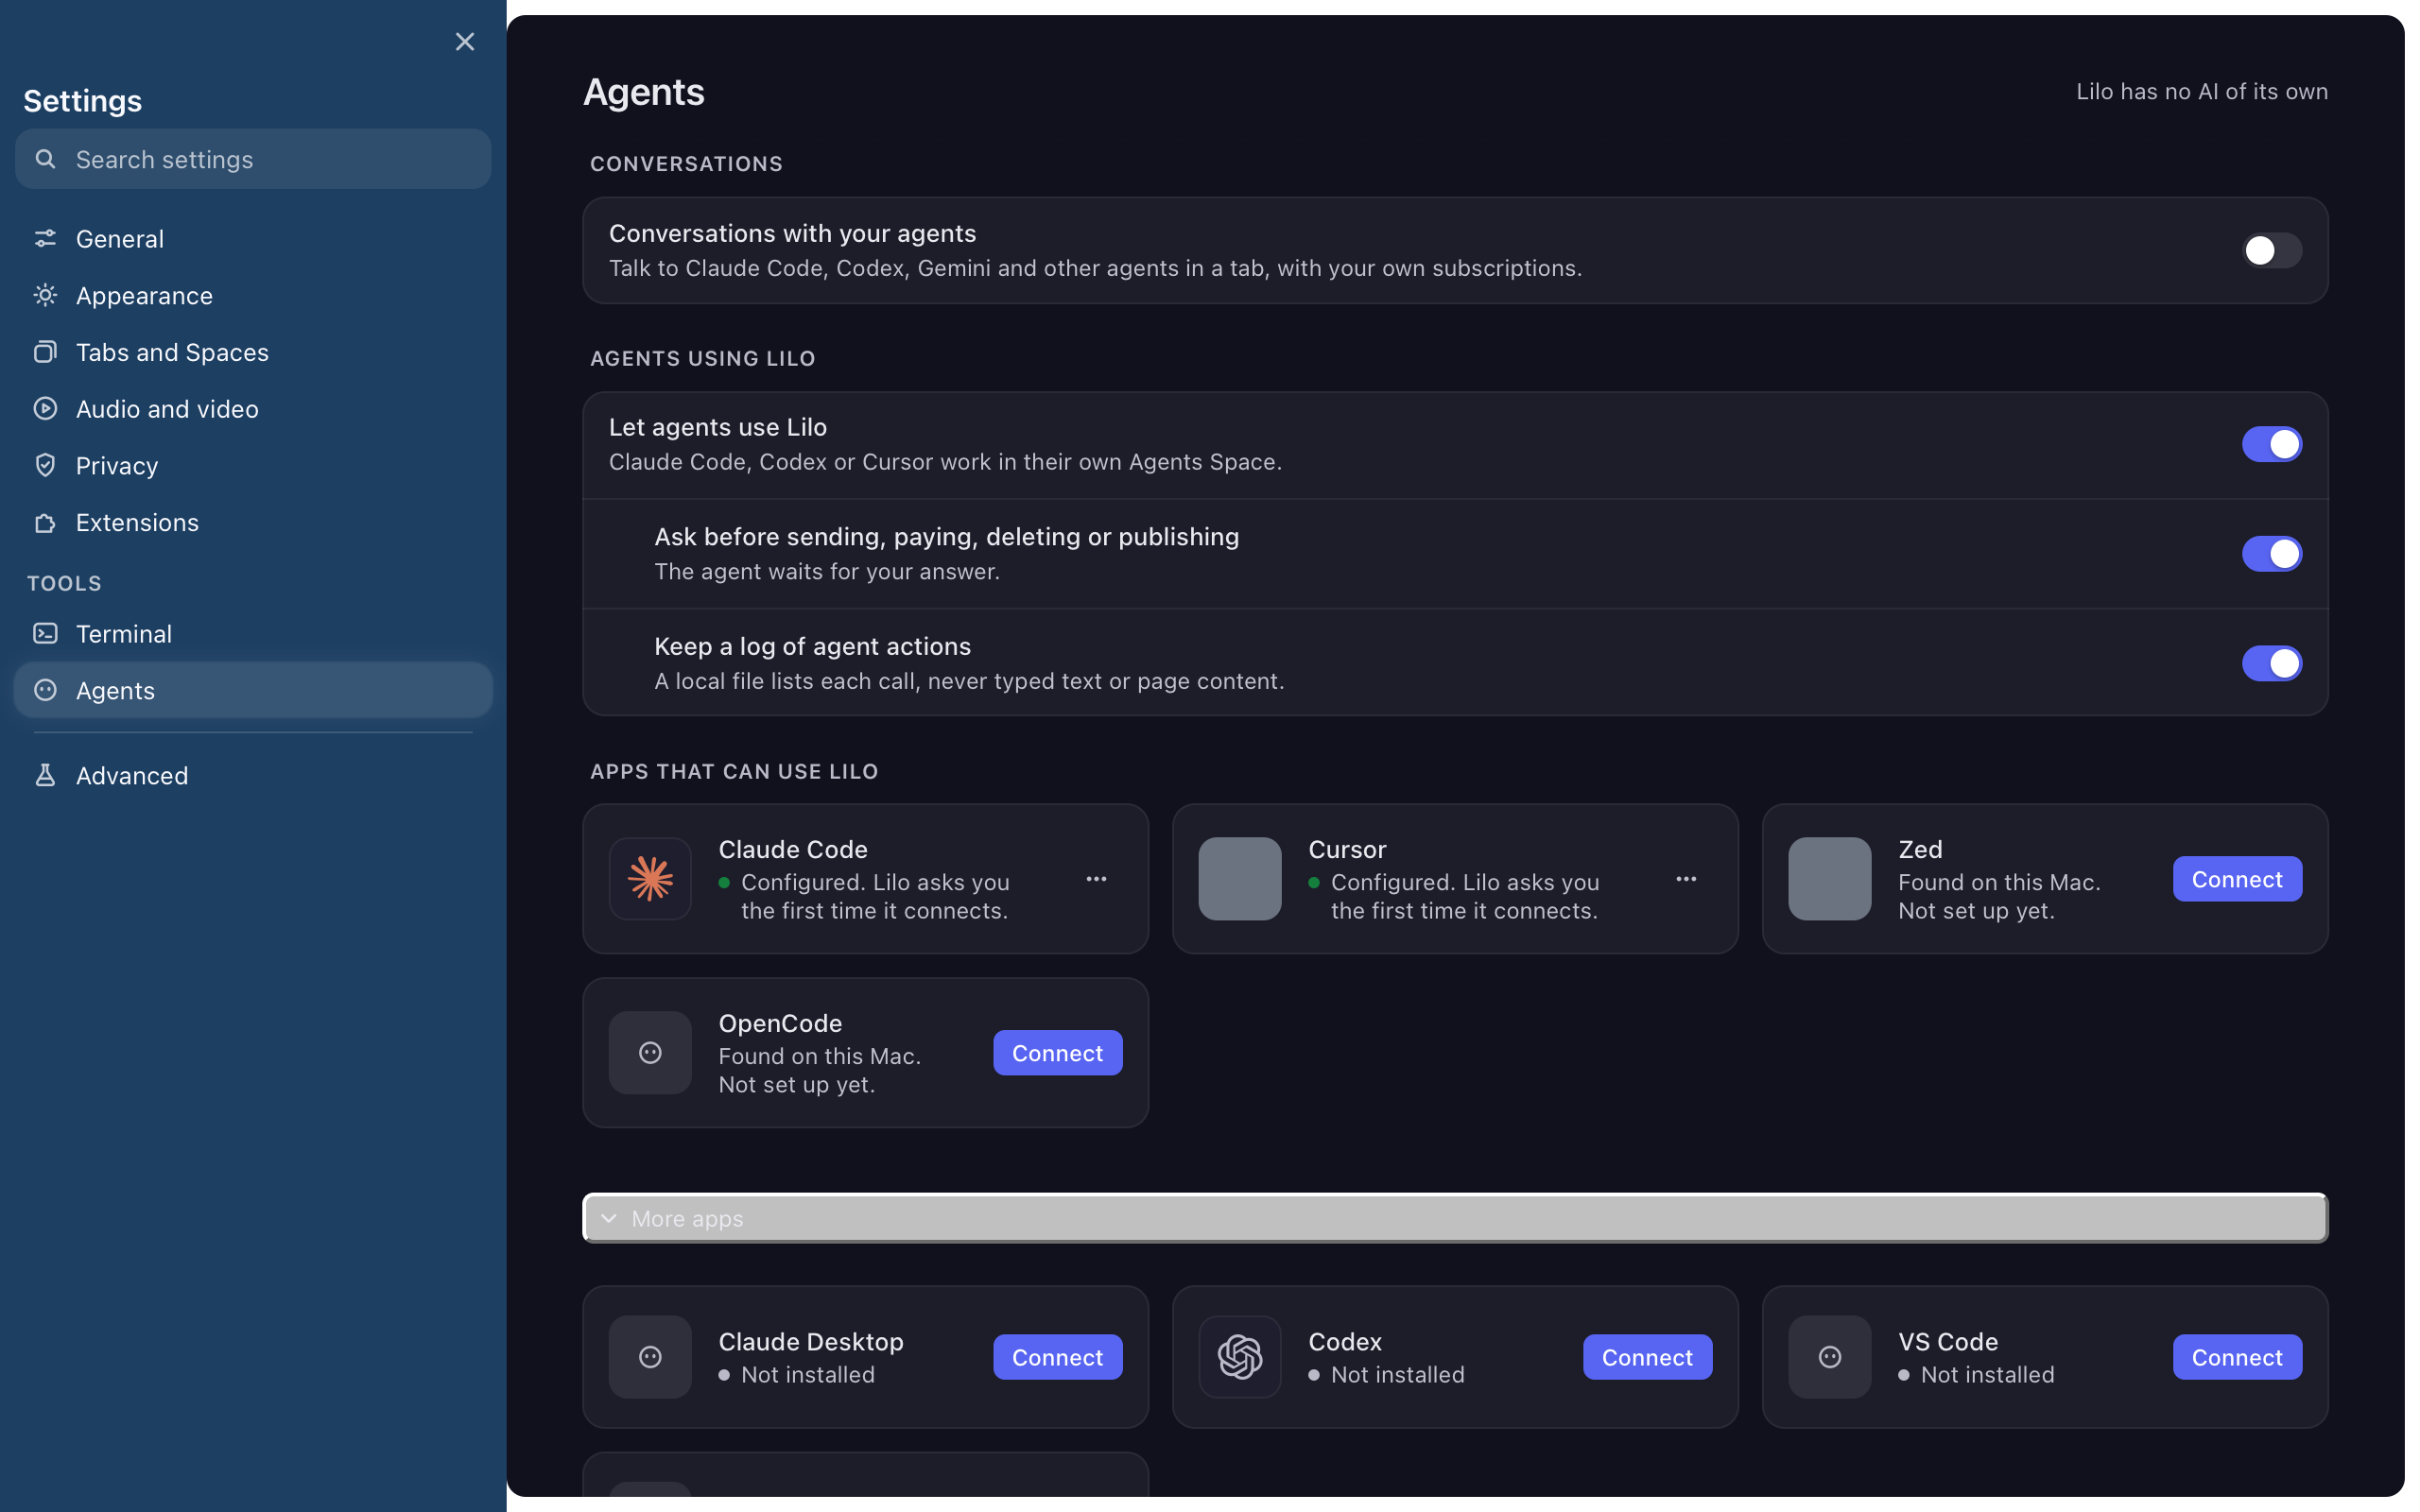 Settings
Search settings
General
Appearance
Tabs and Spaces
Audio and video
Privacy
Extensions
TOOLS
Terminal
Agents
Advanced
Agents
Lilo has no AI of its own
CONVERSATIONS
Conversations with your agents
Talk to Claude Code, Codex, Gemini and other agents in a tab, with your own subscriptions.
AGENTS USING LILO
Let agents use Lilo
Claude Code, Codex or Cursor work in their own Agents Space.
Ask before sending, paying, deleting or publishing
The agent waits for your answer.
Keep a log of agent actions
A local file lists each call, never typed text or page content.
APPS THAT CAN USE LILO
Claude Code
Configured. Lilo asks you
the first time it connects.
Cursor
Configured. Lilo asks you
the first time it connects.
Zed
Found on this Mac.
Not set up yet.
Connect
OpenCode
Found on this Mac.
Not set up yet.
Connect
More apps
Claude Desktop
Not installed
Connect
Codex
Not installed
Connect
VS Code
Not installed
Connect